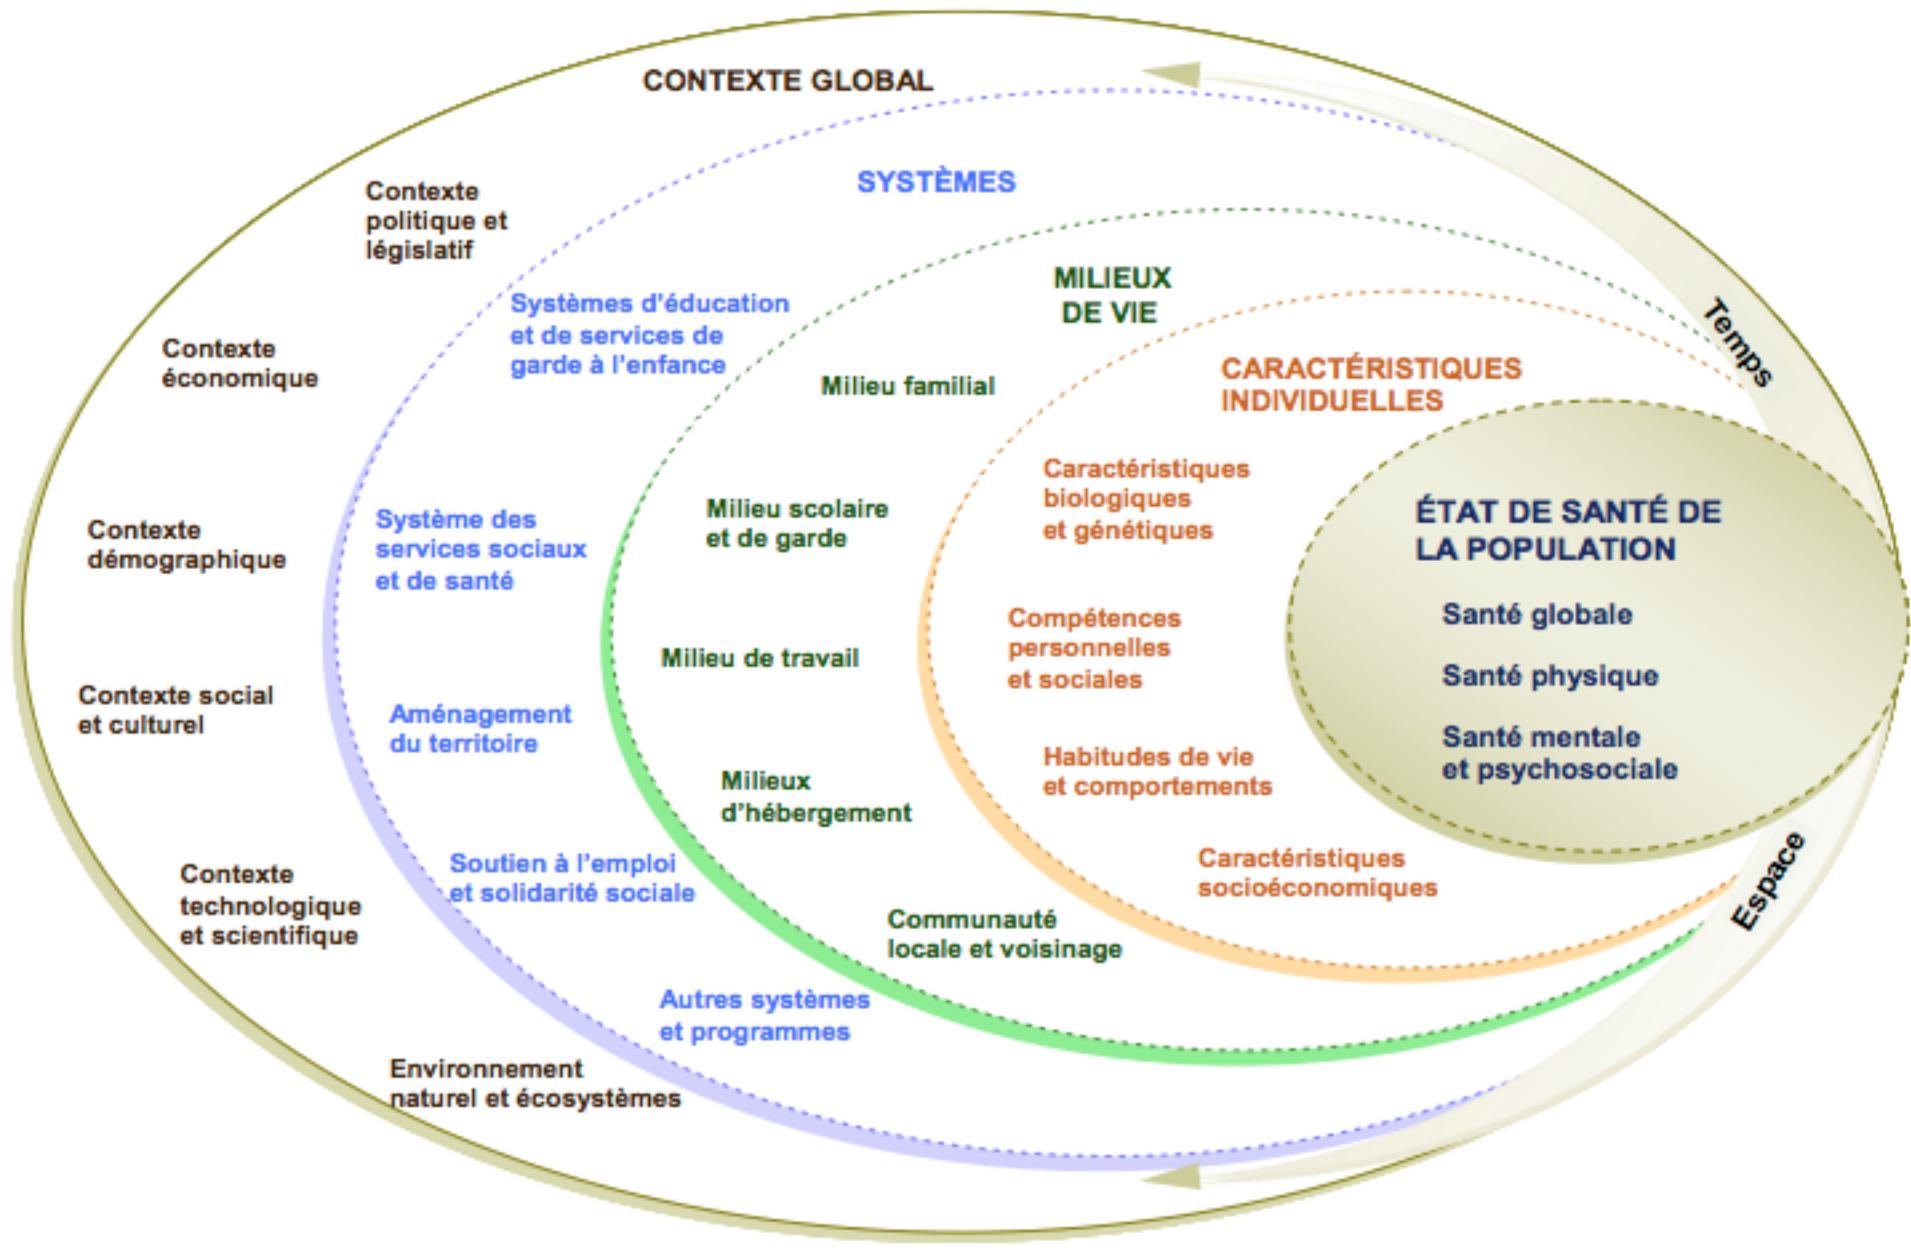 CONTEXTE GLOBAL
Contexte
politique et
législatif
Contexte
économique
Contexte
démographique
Contexte social
et culturel
Contexte
technologique
et scientifique
Environnement
naturel et écosystèmes
SYSTÈMES
Systèmes d'éducation
et de services de
garde à l'enfance
Système des
services sociaux
et de santé
Aménagement
du territoire
Soutien à l'emploi
et solidarité sociale
Autres systèmes
et programmes
MILIEUX
DE VIE
Milieu familial
Milieu scolaire
et de garde
Milieu de travail
Milieux
d'hébergement
Communauté
locale et voisinage
CARACTÉRISTIQUES
INDIVIDUELLES
Caractéristiques
biologiques
et génétiques
Compétences
personnelles
et sociales
Habitudes de vie
et comportements
Caractéristiques
socioéconomiques
ÉTAT DE SANTÉ DE
LA POPULATION
Santé globale
Santé physique
Santé mentale
et psychosociale
Temps
Espace